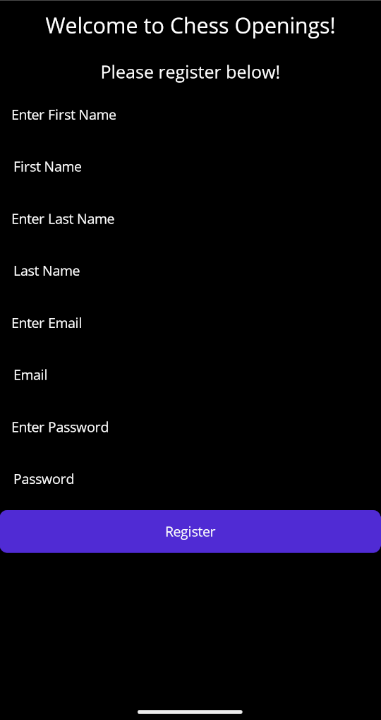 Welcome to Chess Openings!
Please register below!
Enter First Name
First Name
Enter Last Name
Last Name
Enter Email
Email
Enter Password
Password
Register